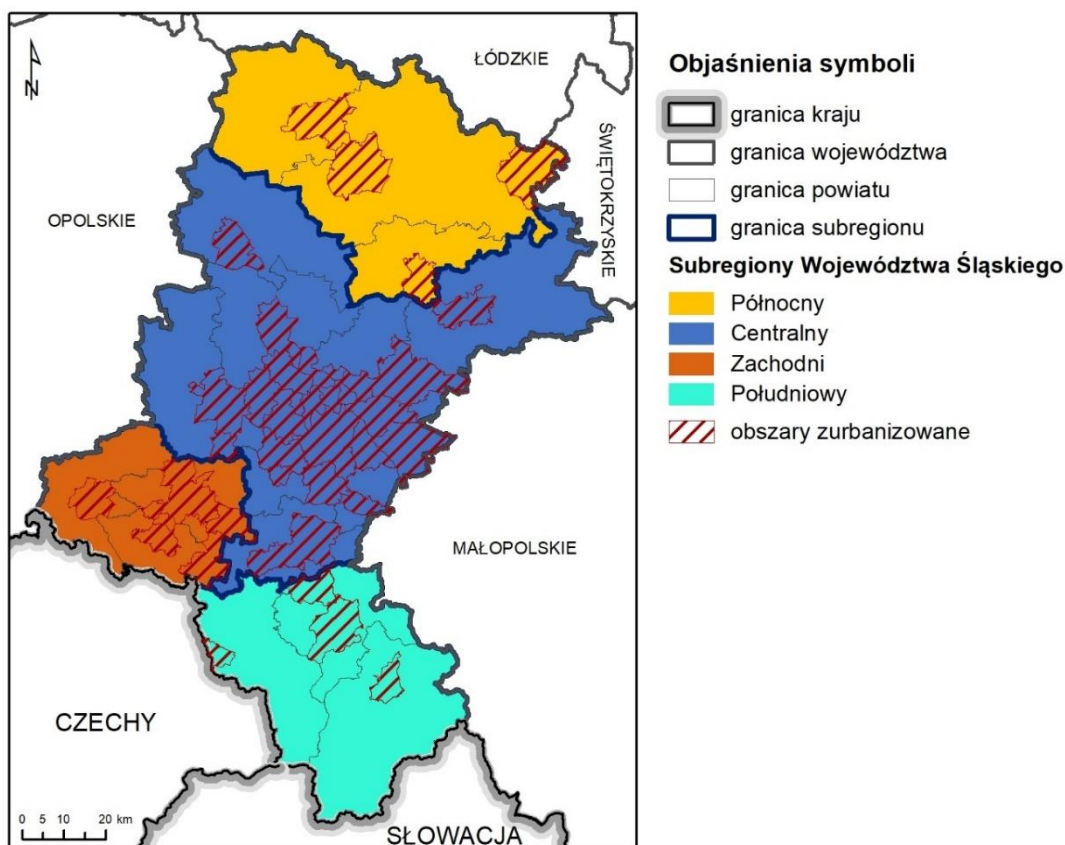 N
ŁÓDZKIE
ŚWIĘTOKRZYSKIE
OPOLSKIE
MAŁOPOLSKIE
CZECHY
SŁOWACJA
0 5 10 20 km
Objaśnienia symboli
granica kraju
granica województwa
granica powiatu
granica subregionu
Subregiony Województwa Śląskiego
Północny
Centralny
Zachodni
Południowy
obszary zurbanizowane